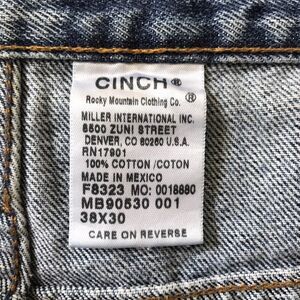 CINCH®
Rocky Mountain Clothing Co. ®
MILLER INTERNATIONAL INC.
8500 ZUNI STREET
DENVER, CO 80260 U.S.A.
RN17901
100% COTTON /COTON
MADE IN MEXICO
F8323 MO: 0018880
MB90530 001
38X30
CARE ON REVERSE